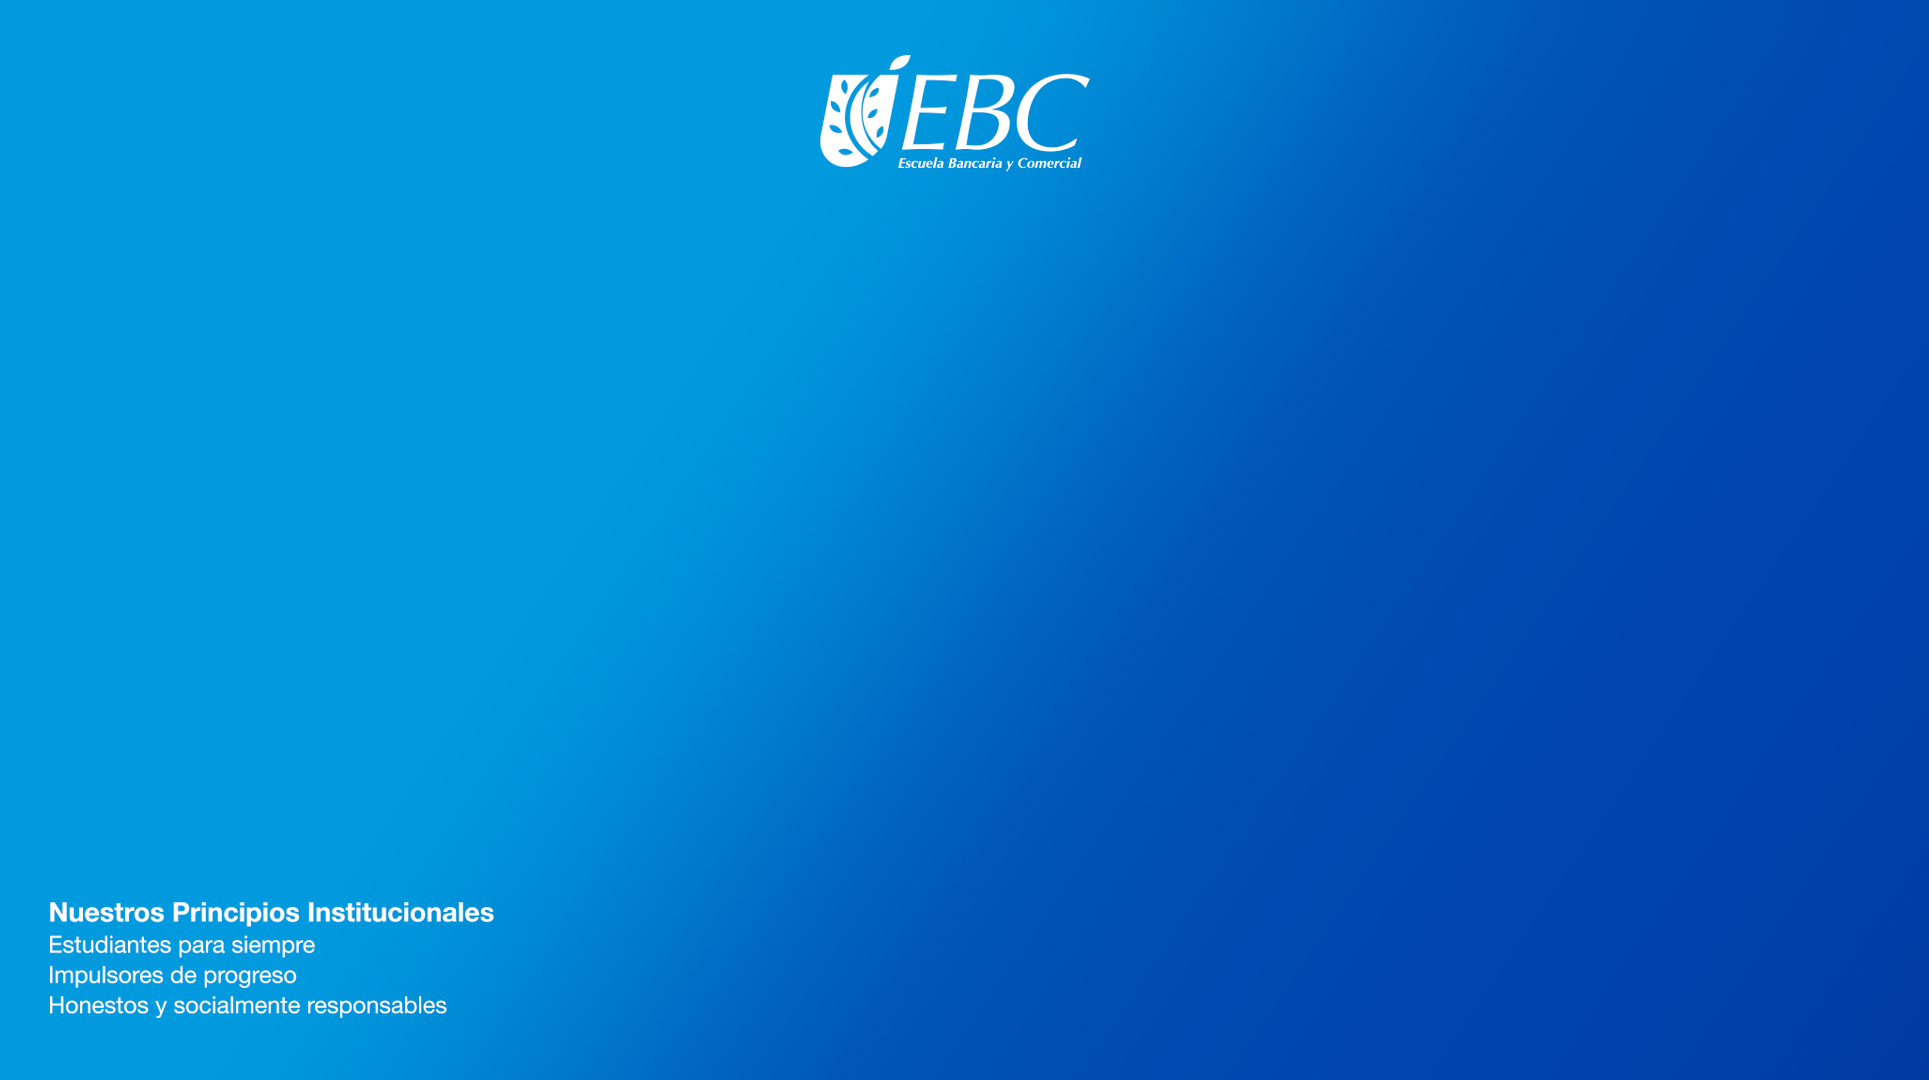 EBC
Escuela Bancaria y Comercial
Nuestros Principios Institucionales
Estudiantes para siempre
Impulsores de progreso
Honestos y socialmente responsables